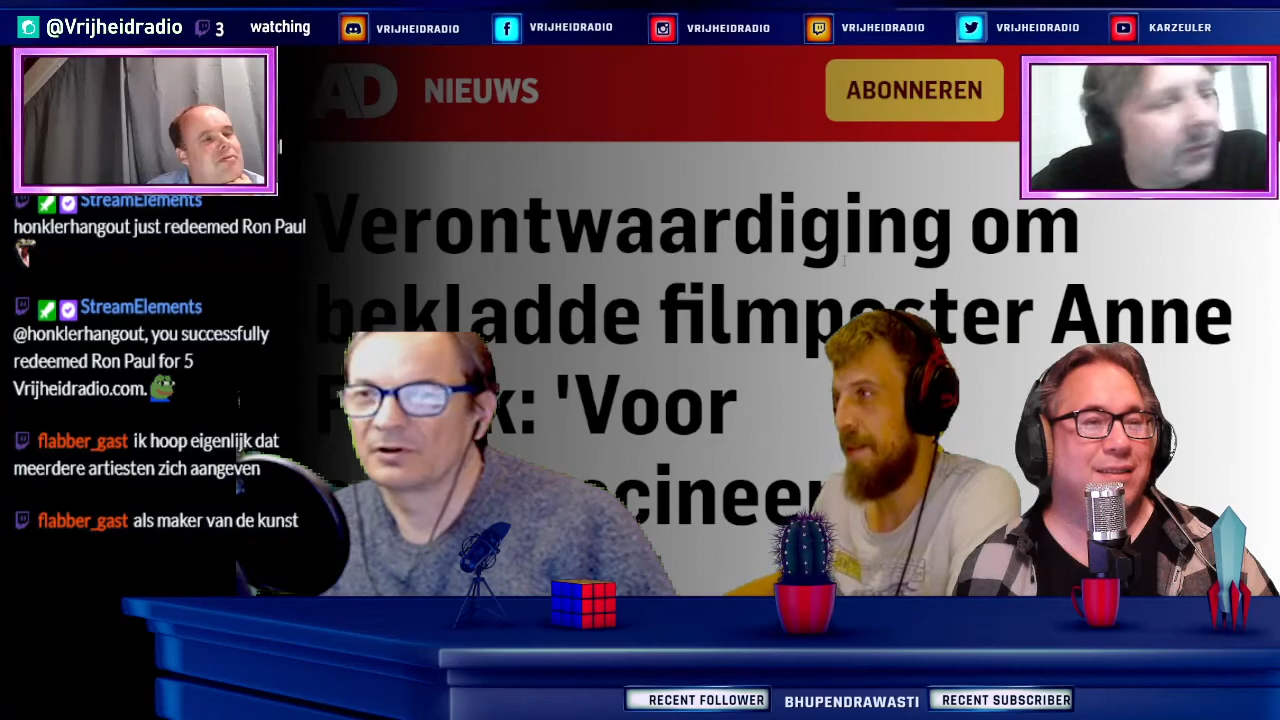 @Vrijheidradio 3 watching
VRIJHEIDRADIO
VRIJHEIDRADIO
VRIJHEIDRADIO
VRIJHEIDRADIO
VRIJHEIDRADIO
KARZEULER
AD NIEUWS
ABONNEREN
StreamElements
honklerhangout just redeemed Ron Paul
StreamElements
@honklerhangout, you successfully
redeemed Ron Paul for 5
Vrijheidradio.com.
flabber_gast ik hoop eigenlijk dat
meerdere artiesten zich aangeven
flabber_gast als maker van de kunst
Verontwaardiging om
bekladde filmposter Anne
'Voor
RECENT FOLLOWER
BHUPENDRAWASTI
RECENT SUBSCRIBER